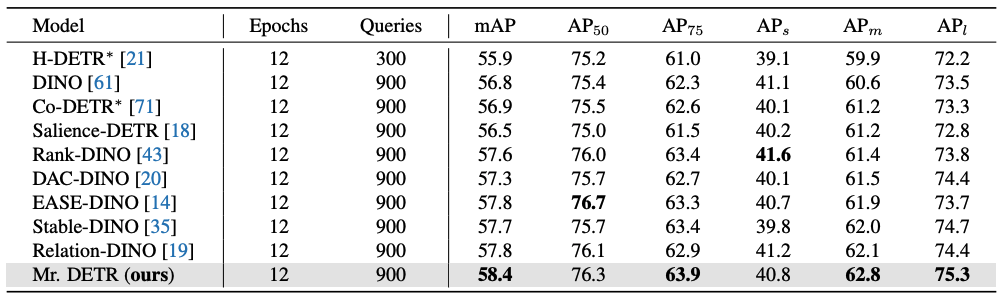 Model Epochs Queries mAP AP50 AP75 APs APm APl
H-DETR* [21] 12 300 55.9 75.2 61.0 39.1 59.9 72.2
DINO [61] 12 900 56.8 75.4 62.3 41.1 60.6 73.5
Co-DETR* [71] 12 900 56.9 75.5 62.6 40.1 61.2 73.3
Salience-DETR [18] 12 900 56.5 75.0 61.5 40.2 61.2 72.8
Rank-DINO [43] 12 900 57.6 76.0 63.4 41.6 61.4 73.8
DAC-DINO [20] 12 900 57.3 75.7 62.7 40.1 61.5 74.4
EASE-DINO [14] 12 900 57.8 76.7 63.3 40.7 61.9 73.7
Stable-DINO [35] 12 900 57.7 75.7 63.4 39.8 62.0 74.7
Relation-DINO [19] 12 900 57.8 76.1 62.9 41.2 62.1 74.4
Mr. DETR (ours) 12 900 58.4 76.3 63.9 40.8 62.8 75.3